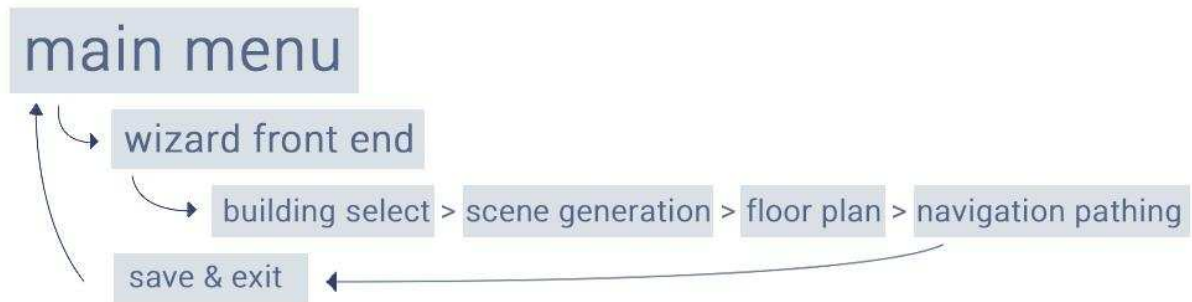 main menu
wizard front end
building select > scene generation > floor plan > navigation pathing
save & exit